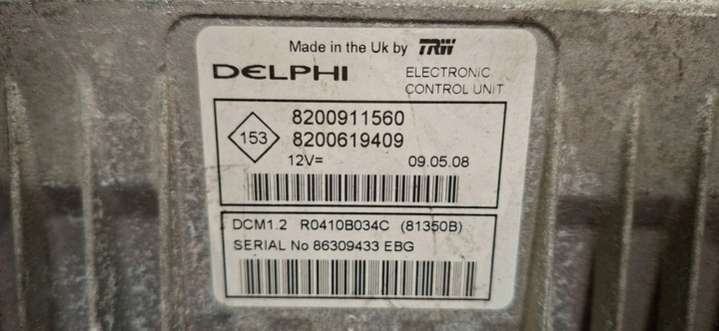 Made in the Uk by TRW
DELPHI ELECTRONIC
CONTROL UNIT
8200911560
153 8200619409
12V= 09.05.08
DCM1.2 R0410B034C (81350B)
SERIAL No 86309433 EBG